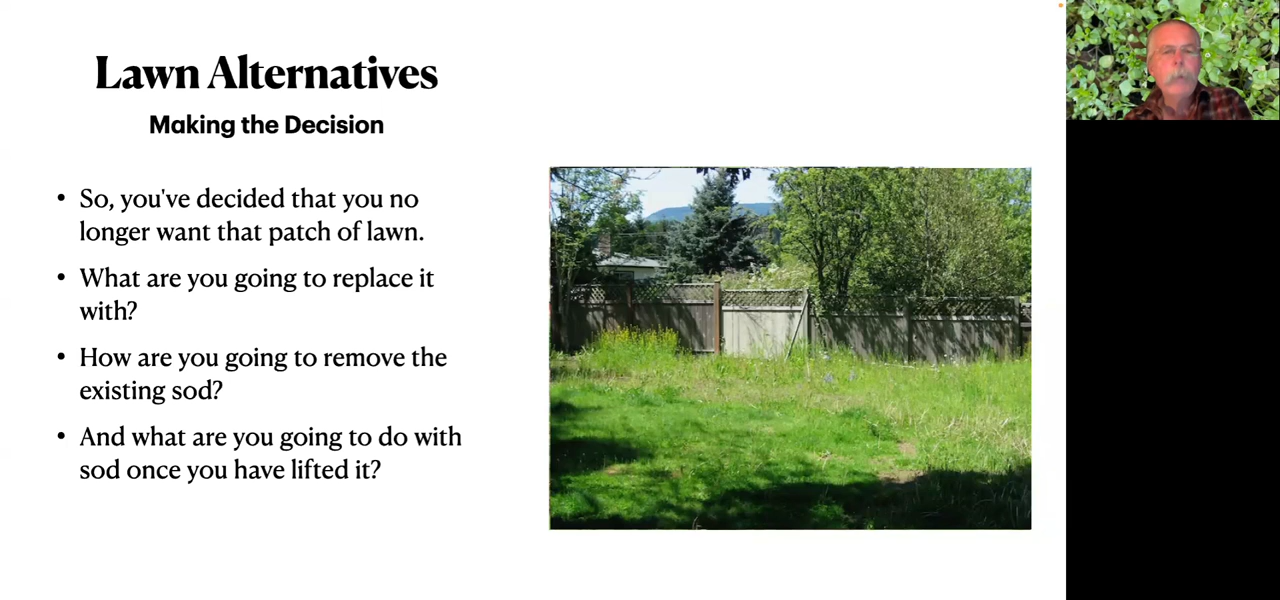 Lawn Alternatives
Making the Decision
• So, you've decided that you no
longer want that patch of lawn.
• What are you going to replace it
with?
• How are you going to remove the
existing sod?
• And what are you going to do with
sod once you have lifted it?